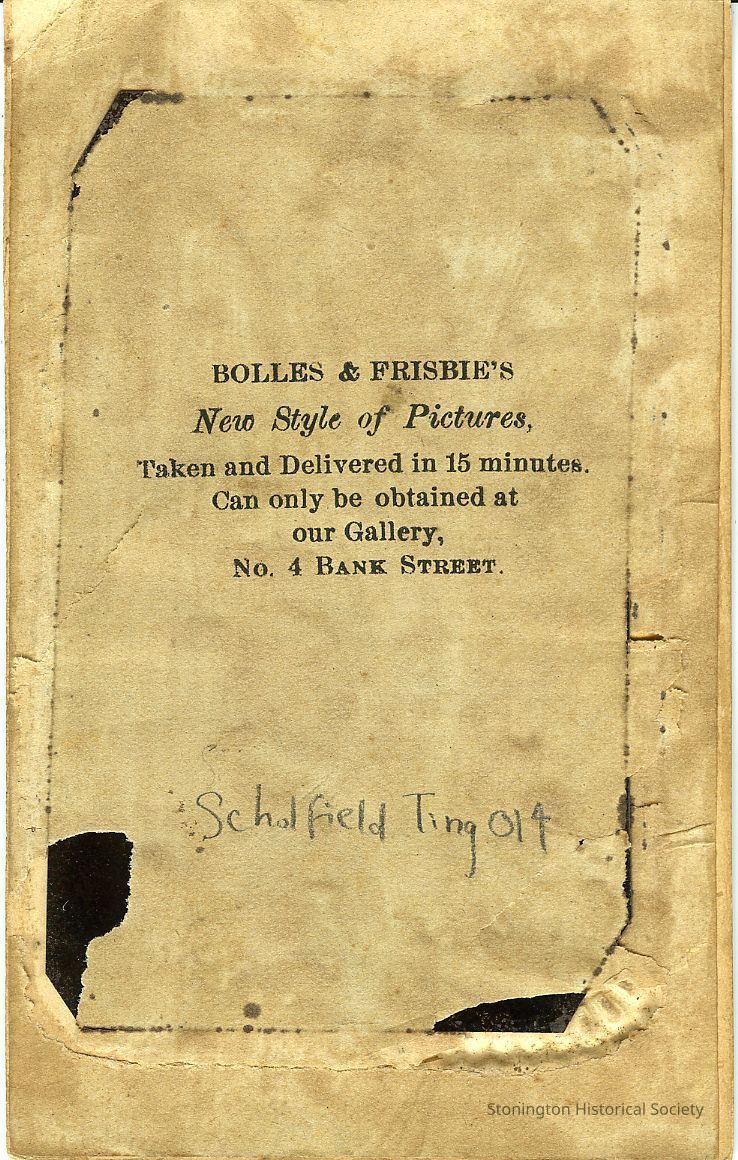 BOLLES & FRISBIE'S
New Style of Pictures,
Taken and Delivered in 15 minutes.
Can only be obtained at
our Gallery,
No. 4 BANK STREET.
Scholfield Ting 014
Stonington Historical Society